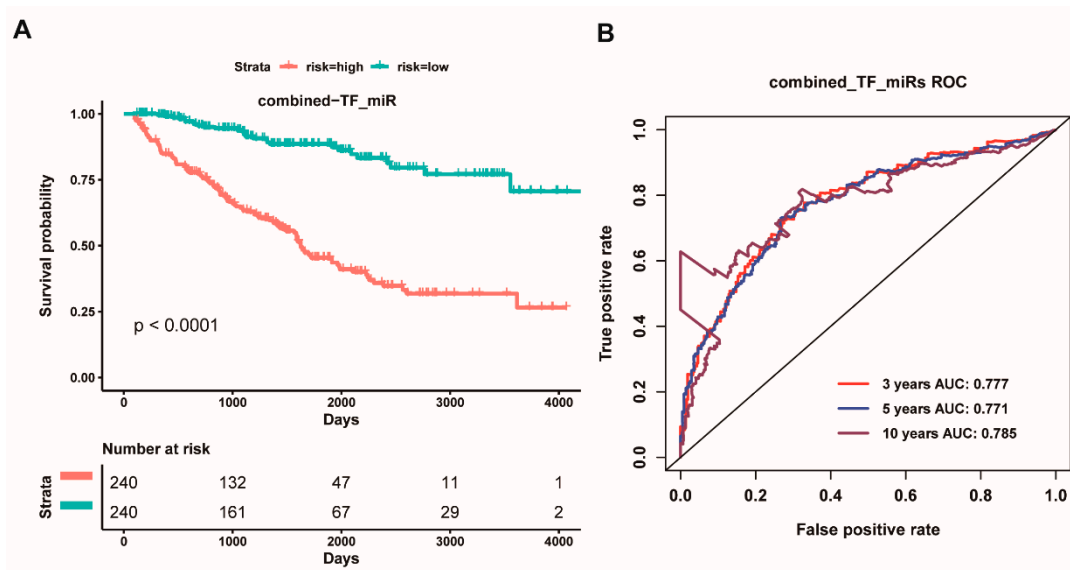 A
Strata risk=high risk=low
combined-TF_miR
1.00
0.75
0.50
0.25
0.00
Survival probability
p < 0.0001
0 1000 2000 3000 4000
Days
Number at risk
Strata
240 132 47 11 1
240 161 67 29 2
0 1000 2000 3000 4000
Days
B
combined_TF_miRs ROC
1.0
0.8
0.6
0.4
0.2
0.0
True positive rate
3 years AUC: 0.777
5 years AUC: 0.771
10 years AUC: 0.785
0.0 0.2 0.4 0.6 0.8 1.0
False positive rate